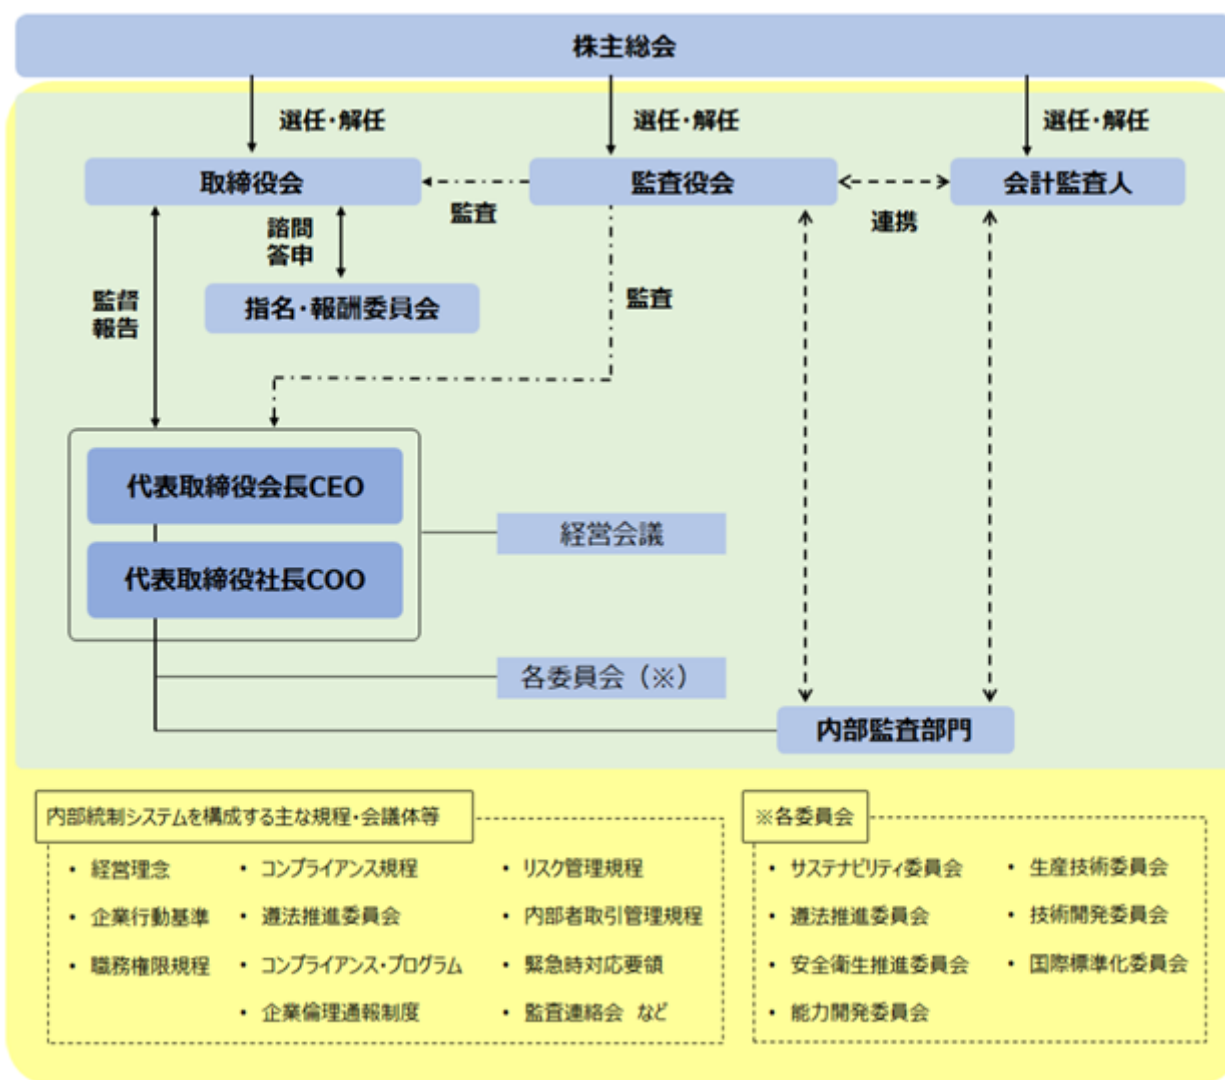 株主総会
選任・解任
選任・解任
選任・解任
取締役会
監査役会
会計監査人
監査
連携
諮問
答申
指名・報酬委員会
監督
報告
監査
代表取締役会長CEO
代表取締役社長COO
経営会議
各委員会（※）
内部監査部門
内部統制システムを構成する主な規程・会議体等
・ 経営理念
・ 企業行動基準
・ 職務権限規程
・ コンプライアンス規程
・ 遵法推進委員会
・ コンプライアンス・プログラム
・ 企業倫理通報制度
・ リスク管理規程
・ 内部者取引管理規程
・ 緊急時対応要領
・ 監査連絡会 など
※各委員会
・ サステナビリティ委員会
・ 遵法推進委員会
・ 安全衛生推進委員会
・ 能力開発委員会
・ 生産技術委員会
・ 技術開発委員会
・ 国際標準化委員会